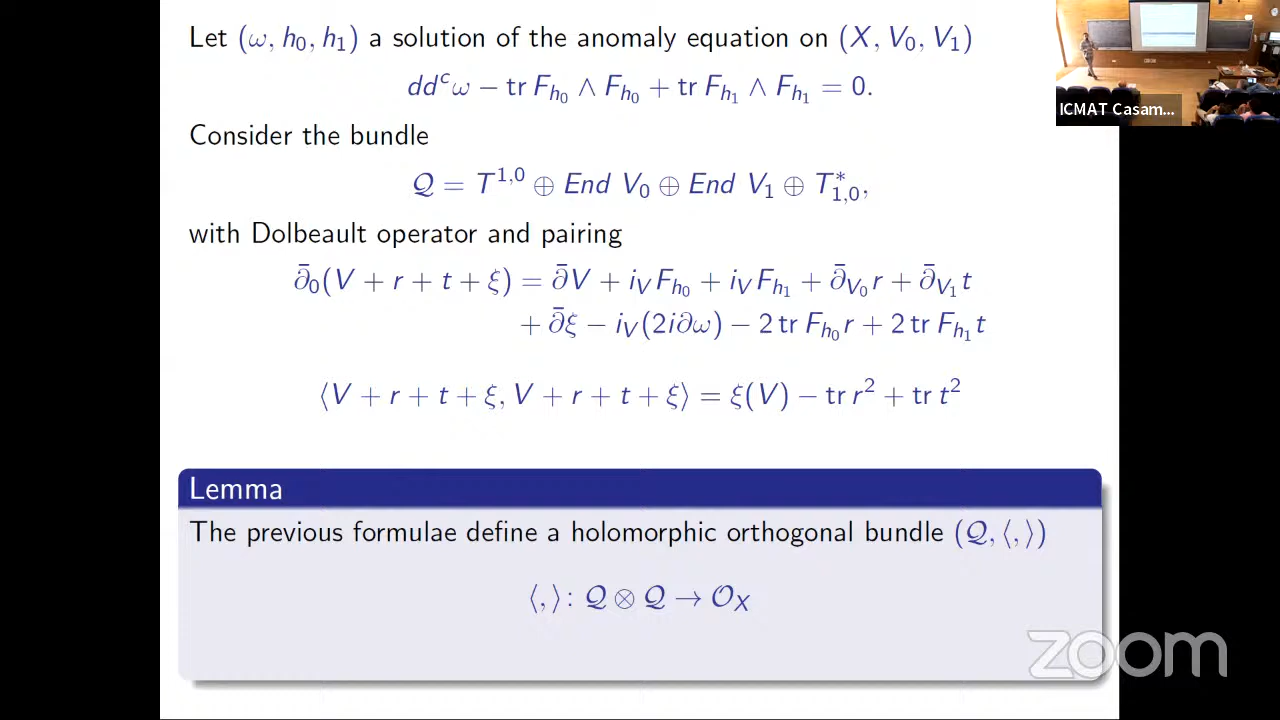 Let (ω, h₀, h₁) a solution of the anomaly equation on (X, V₀, V₁)
dd^c ω − tr F_{h₀} ∧ F_{h₀} + tr F_{h₁} ∧ F_{h₁} = 0.
ICMAT Casam...
Consider the bundle
𝒬 = T^{1,0} ⊕ End V₀ ⊕ End V₁ ⊕ T^*_{1,0},
with Dolbeault operator and pairing
∂̄₀(V + r + t + ξ) = ∂̄V + i_V F_{h₀} + i_V F_{h₁} + ∂̄_{V₀} r + ∂̄_{V₁} t
+ ∂̄ξ − i_V(2i∂ω) − 2 tr F_{h₀} r + 2 tr F_{h₁} t
⟨V + r + t + ξ, V + r + t + ξ⟩ = ξ(V) − tr r² + tr t²
Lemma
The previous formulae define a holomorphic orthogonal bundle (𝒬, ⟨,⟩)
⟨,⟩: 𝒬 ⊗ 𝒬 → 𝒪_X
zoom